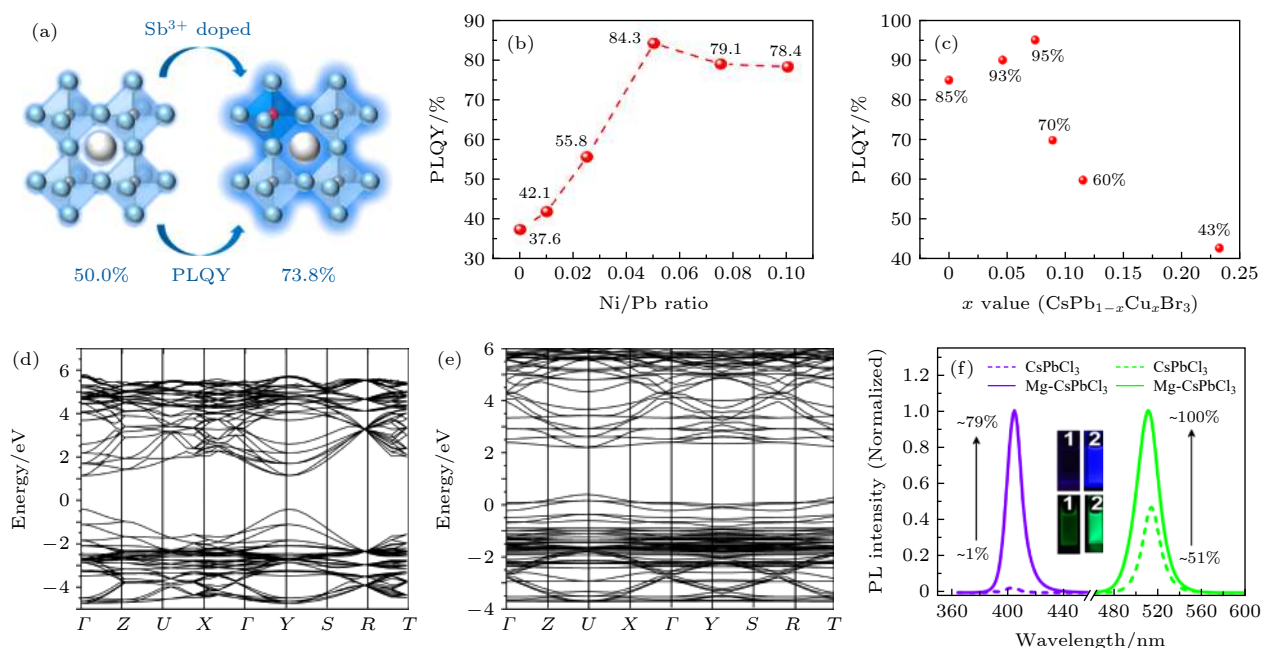 (a)
Sb³⁺ doped
50.0% PLQY 73.8%
(b)
PLQY/%
90
80
70
60
50
40
30
84.3
79.1
78.4
55.8
42.1
37.6
0 0.02 0.04 0.06 0.08 0.10
Ni/Pb ratio
(c)
PLQY/%
100
90
80
70
60
50
40
95%
93%
85%
70%
60%
43%
0 0.05 0.10 0.15 0.20 0.25
x value (CsPb₁₋ₓCuₓBr₃)
(d)
Energy/eV
6
4
2
0
−2
−4
Γ Z U X Γ Y S R T
(e)
Energy/eV
6
4
2
0
−2
−4
Γ Z U X Γ Y S R T
(f)
CsPbCl₃ CsPbCl₃
Mg-CsPbCl₃ Mg-CsPbCl₃
PL intensity (Normalized)
1.2
1.0
0.8
0.6
0.4
0.2
0
~79% ~100%
1 2
1 2
~1% ~51%
360 400 440 480 520 560 600
Wavelength/nm